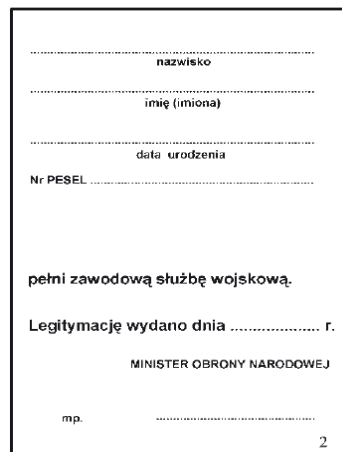 ................................................................
nazwisko
................................................................
imię (imiona)
................................................................
data urodzenia
Nr PESEL ..................................................
pełni zawodową służbę wojskową.
Legitymację wydano dnia .................... r.
MINISTER OBRONY NARODOWEJ
mp. ....................................
2